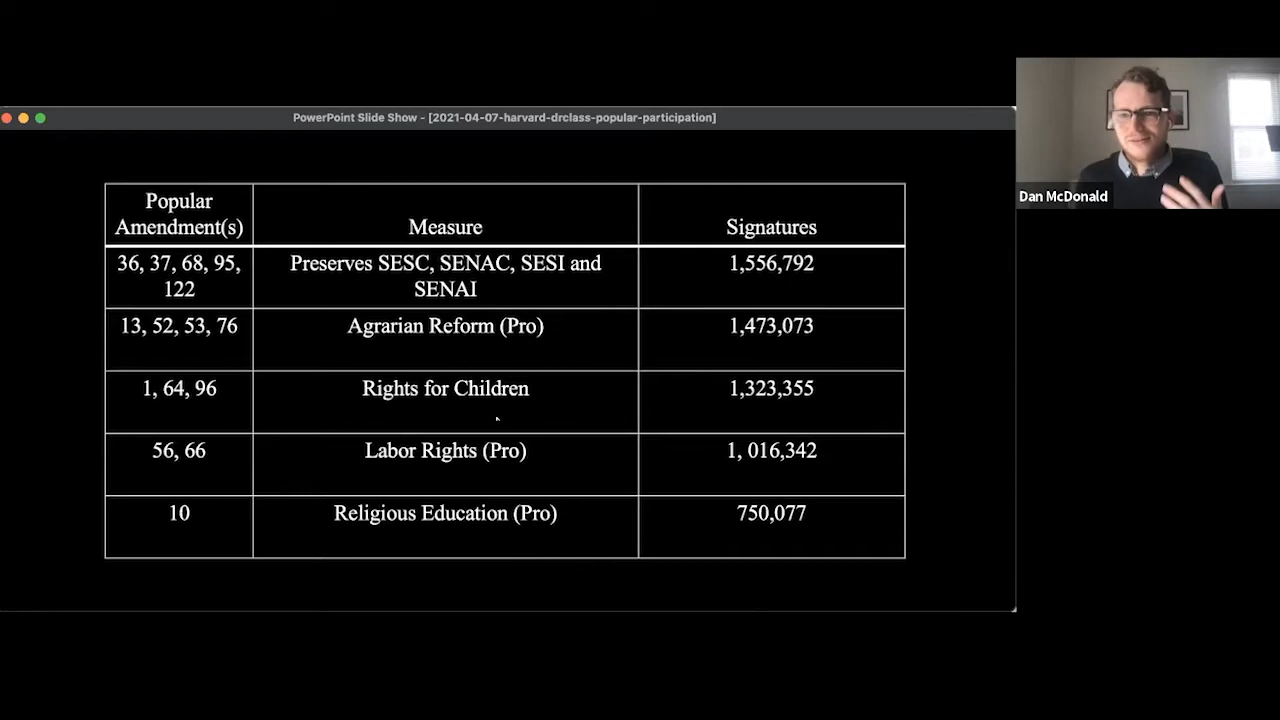 PowerPoint Slide Show - [2021-04-07-harvard-drclass-popular-participation]
Popular
Amendment(s)
Measure
Signatures
36, 37, 68, 95,
122
Preserves SESC, SENAC, SESI and
SENAI
1,556,792
13, 52, 53, 76
Agrarian Reform (Pro)
1,473,073
1, 64, 96
Rights for Children
1,323,355
56, 66
Labor Rights (Pro)
1, 016,342
10
Religious Education (Pro)
750,077
Dan McDonald